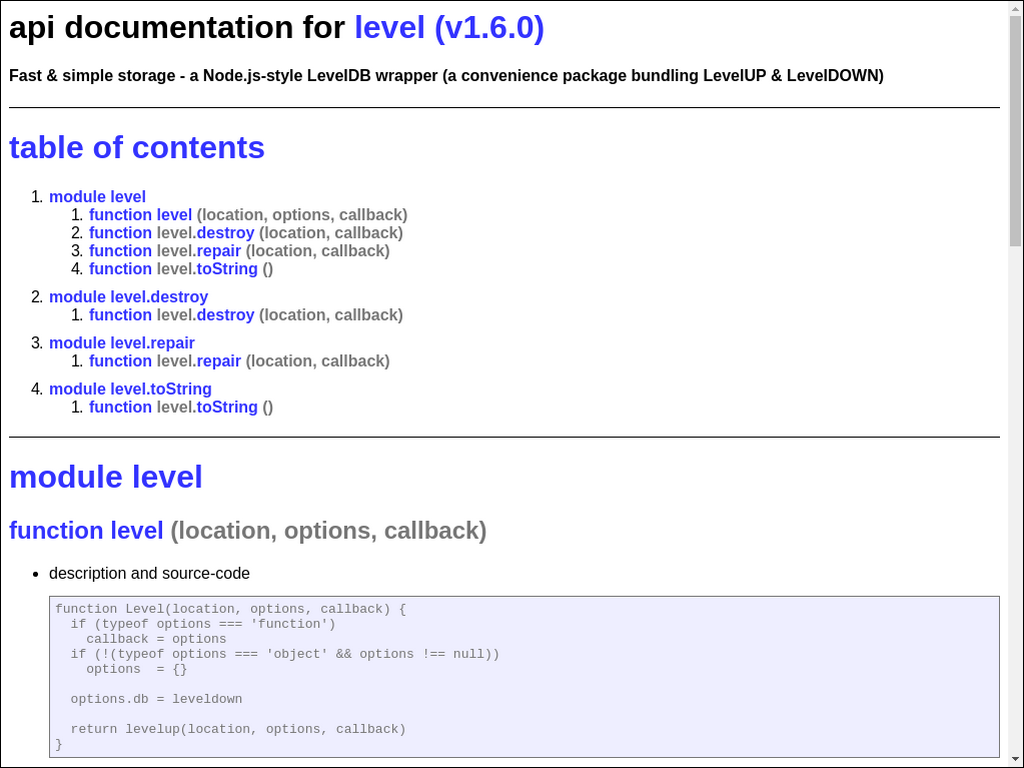 api documentation for level (v1.6.0)
Fast & simple storage - a Node.js-style LevelDB wrapper (a convenience package bundling LevelUP & LevelDOWN)
table of contents
1. module level
1. function level (location, options, callback)
2. function level.destroy (location, callback)
3. function level.repair (location, callback)
4. function level.toString ()
2. module level.destroy
1. function level.destroy (location, callback)
3. module level.repair
1. function level.repair (location, callback)
4. module level.toString
1. function level.toString ()
module level
function level (location, options, callback)
• description and source-code
function Level(location, options, callback) {
  if (typeof options === 'function')
    callback = options
  if (!(typeof options === 'object' && options !== null))
    options  = {}
  options.db = leveldown
  return levelup(location, options, callback)
}